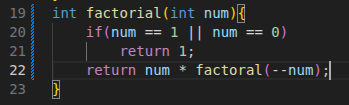 19 int factorial(int num){
20     if(num == 1 || num == 0)
21         return 1;
22     return num * factoral(--num);
23 }